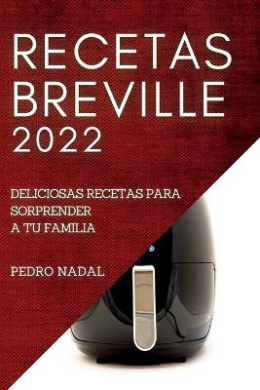 RECETAS
BREVILLE
2022
DELICIOSAS RECETAS PARA
SORPRENDER
A TU FAMILIA
PEDRO NADAL